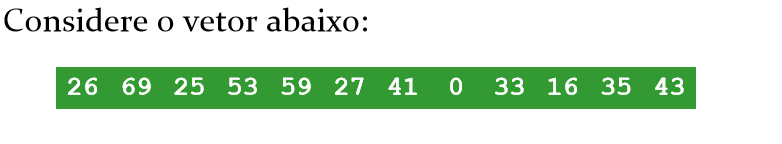 Considere o vetor abaixo:
26 69 25 53 59 27 41 0 33 16 35 43